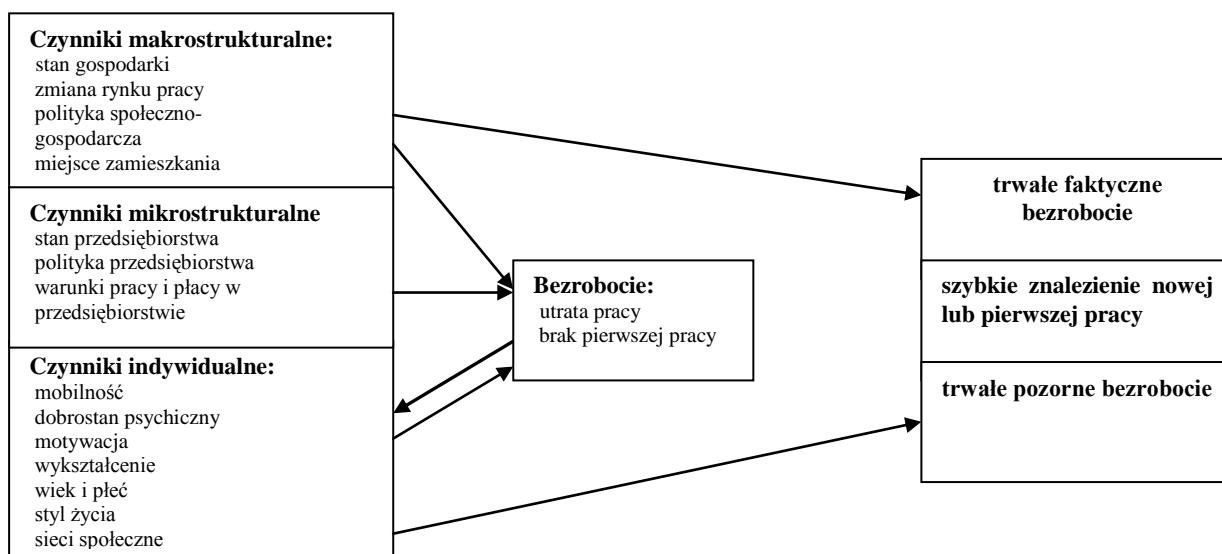 Czynniki makrostrukturalne:
stan gospodarki
zmiana rynku pracy
polityka społeczno-
gospodarcza
miejsce zamieszkania
Czynniki mikrostrukturalne
stan przedsiębiorstwa
polityka przedsiębiorstwa
warunki pracy i płacy w
przedsiębiorstwie
Czynniki indywidualne:
mobilność
dobrostan psychiczny
motywacja
wykształcenie
wiek i płeć
styl życia
sieci społeczne
Bezrobocie:
utrata pracy
brak pierwszej pracy
trwałe faktyczne
bezrobocie
szybkie znalezienie nowej
lub pierwszej pracy
trwałe pozorne bezrobocie